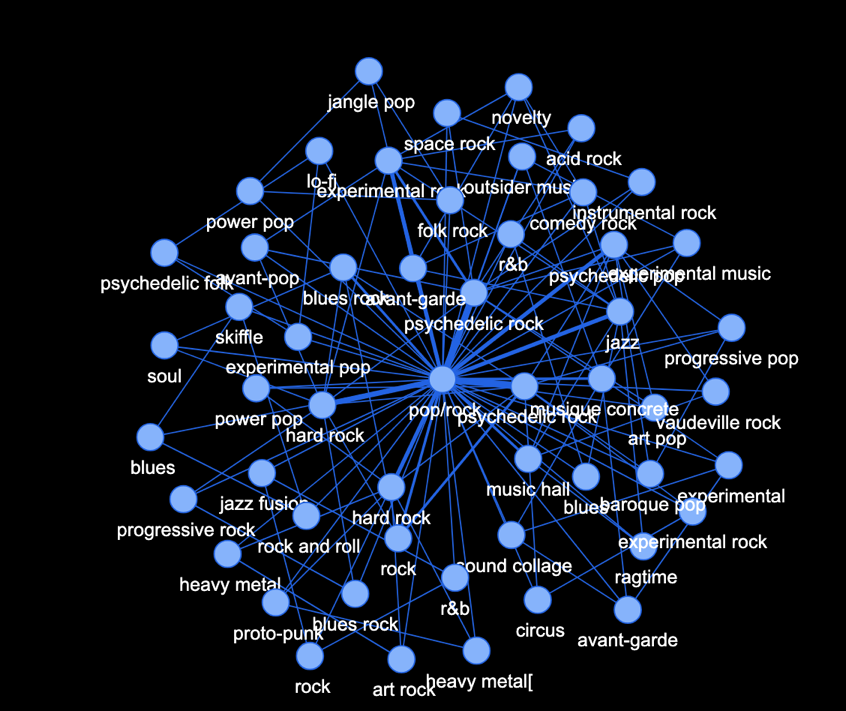 jangle pop
novelty
space rock
acid rock
lo-fi
experimental rock
outsider music
power pop
instrumental rock
folk rock
comedy rock
r&b
psychedelic folk
avant-pop
psychedelic pop
experimental music
blues rock
avant-garde
psychedelic rock
skiffle
jazz
progressive pop
experimental pop
soul
pop/rock
psychedelic rock
musique concrete
power pop
vaudeville rock
hard rock
art pop
blues
music hall
experimental
jazz fusion
blues
baroque pop
hard rock
progressive rock
rock and roll
experimental rock
sound collage
rock
ragtime
heavy metal
r&b
blues rock
circus
proto-punk
avant-garde
heavy metal[
rock
art rock